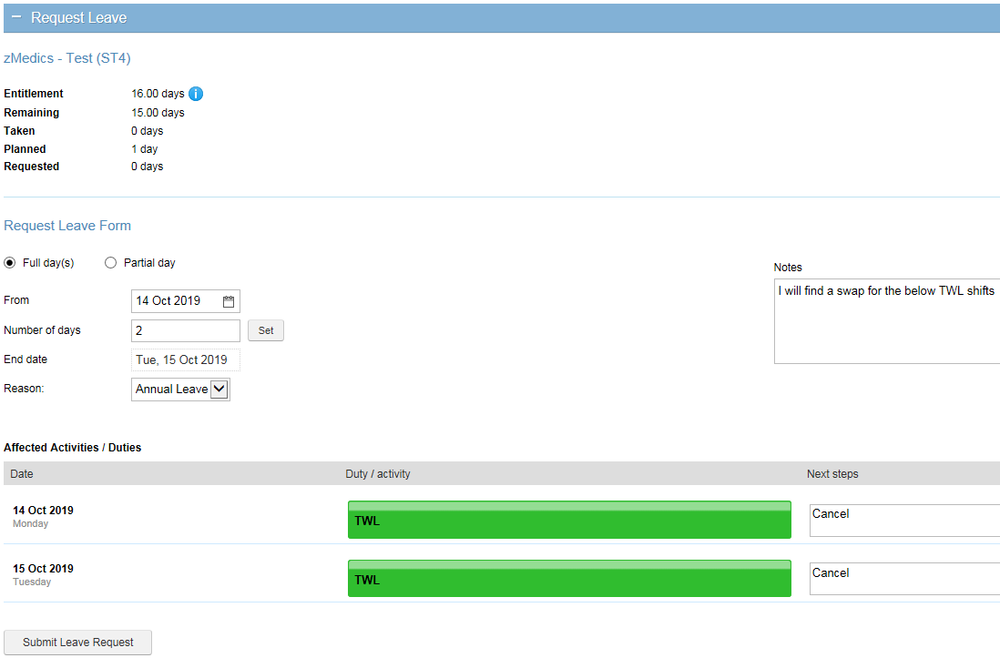 Request Leave
zMedics - Test (ST4)
Entitlement 16.00 days i
Remaining 15.00 days
Taken 0 days
Planned 1 day
Requested 0 days
Request Leave Form
Full day(s) Partial day
Notes
From 14 Oct 2019
I will find a swap for the below TWL shifts
Number of days 2 Set
End date Tue, 15 Oct 2019
Reason: Annual Leave
Affected Activities / Duties
Date Duty / activity Next steps
14 Oct 2019
Monday
TWL
Cancel
15 Oct 2019
Tuesday
TWL
Cancel
Submit Leave Request